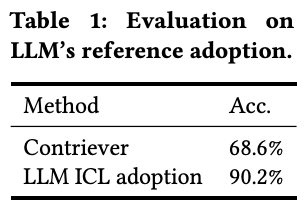 Table 1: Evaluation on
LLM's reference adoption.
Method Acc.
Contriever 68.6%
LLM ICL adoption 90.2%